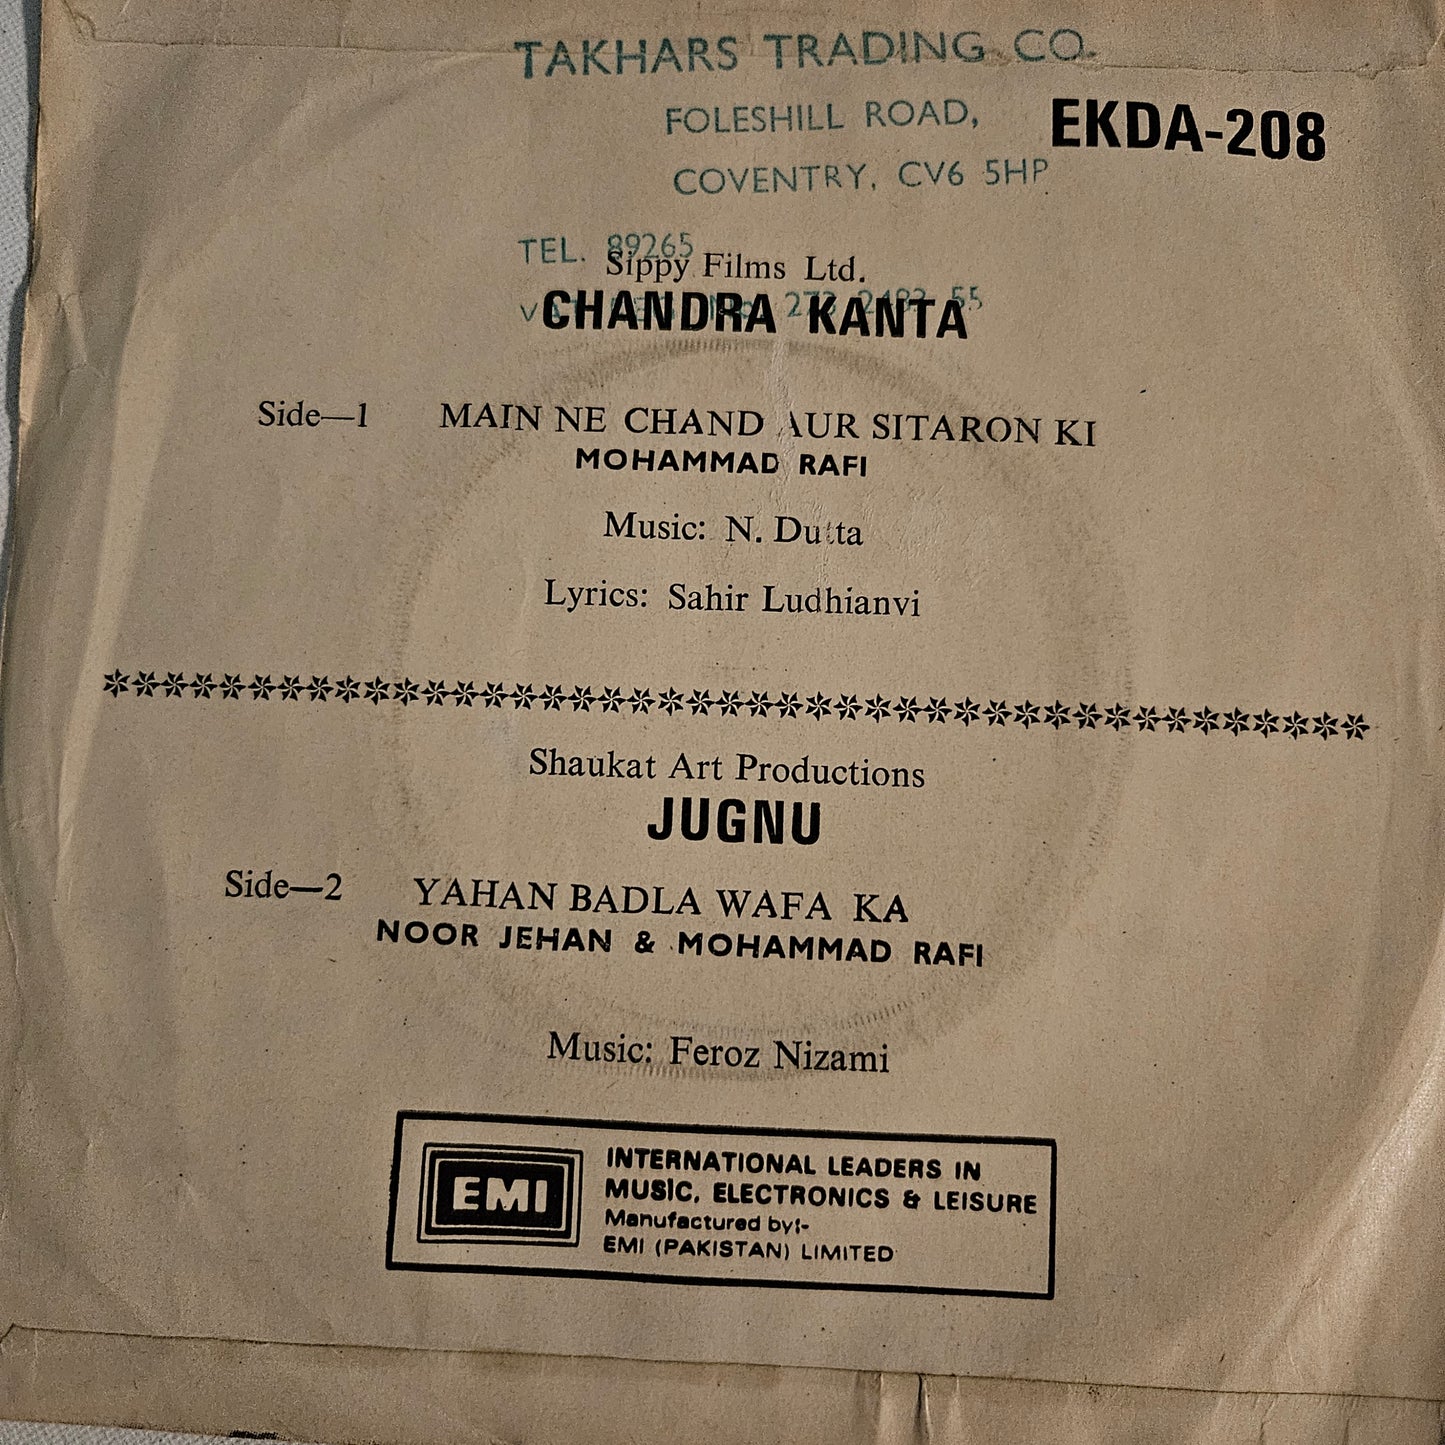 TAKHARS TRADING CO.
FOLESHILL ROAD,
EKDA-208
COVENTRY, CV6 5HP
TEL. 89265
Sippy Films Ltd.
CHANDRA KANTA
Side—1 MAIN NE CHAND AUR SITARON KI
MOHAMMAD RAFI
Music: N. Dutta
Lyrics: Sahir Ludhianvi
Shaukat Art Productions
JUGNU
Side—2 YAHAN BADLA WAFA KA
NOOR JEHAN & MOHAMMAD RAFI
Music: Feroz Nizami
EMI
INTERNATIONAL LEADERS IN
MUSIC, ELECTRONICS & LEISURE
Manufactured by:-
EMI (PAKISTAN) LIMITED